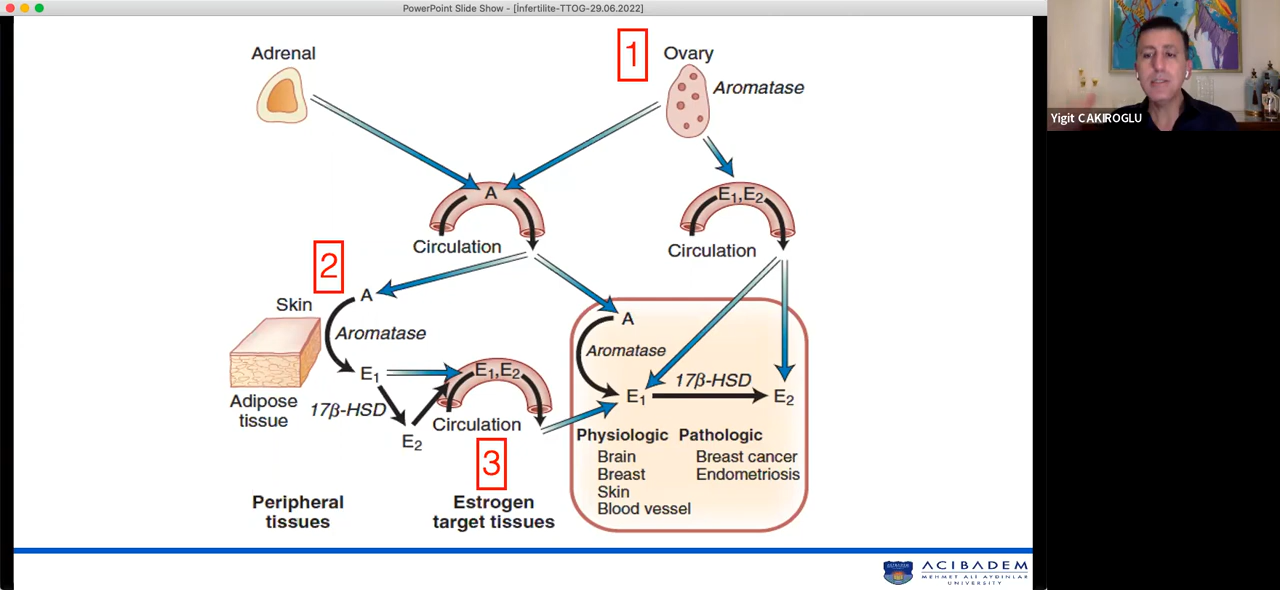 PowerPoint Slide Show - [İnfertilite-TTOG-29.06.2022]
Adrenal
1
Ovary
Aromatase
A
E1,E2
Circulation
Circulation
2
A
Skin
Aromatase
A
Aromatase
E1
E1,E2
17β-HSD
17β-HSD
E1
E2
Adipose
tissue
Circulation
E2
Physiologic Pathologic
Brain
Breast cancer
Breast
Endometriosis
Skin
Blood vessel
3
Peripheral
tissues
Estrogen
target tissues
ACIBADEM
MEHMET ALİ AYDINLAR
UNIVERSITY
Yigit CAKIROGLU